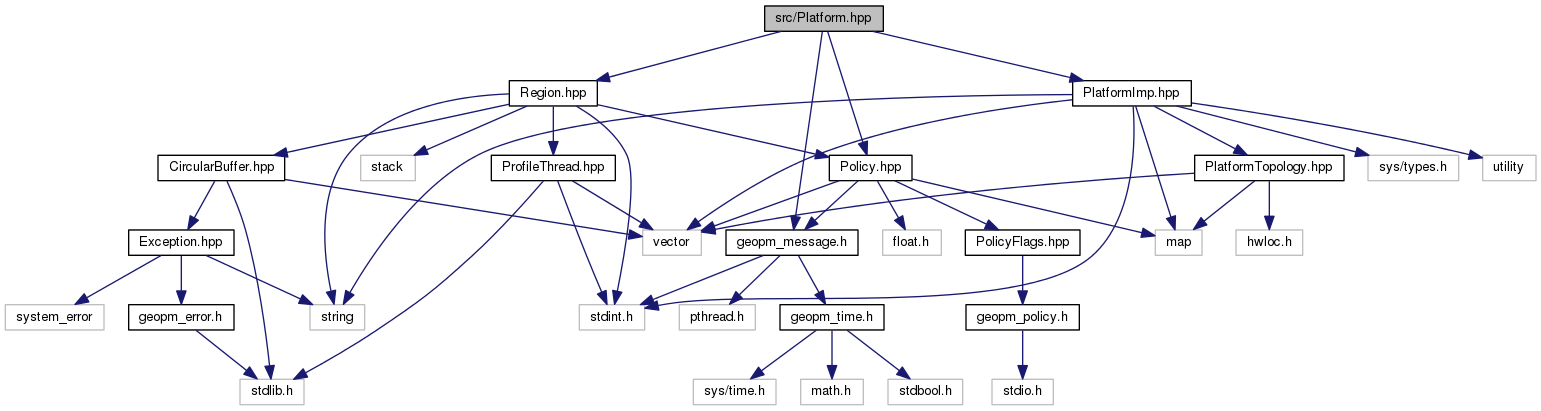 src/Platform.hpp
Region.hpp
PlatformImp.hpp
CircularBuffer.hpp
stack
ProfileThread.hpp
Policy.hpp
PlatformTopology.hpp
sys/types.h
utility
Exception.hpp
vector
geopm_message.h
float.h
PolicyFlags.hpp
map
hwloc.h
system_error
geopm_error.h
string
stdint.h
pthread.h
geopm_time.h
geopm_policy.h
stdlib.h
sys/time.h
math.h
stdbool.h
stdio.h